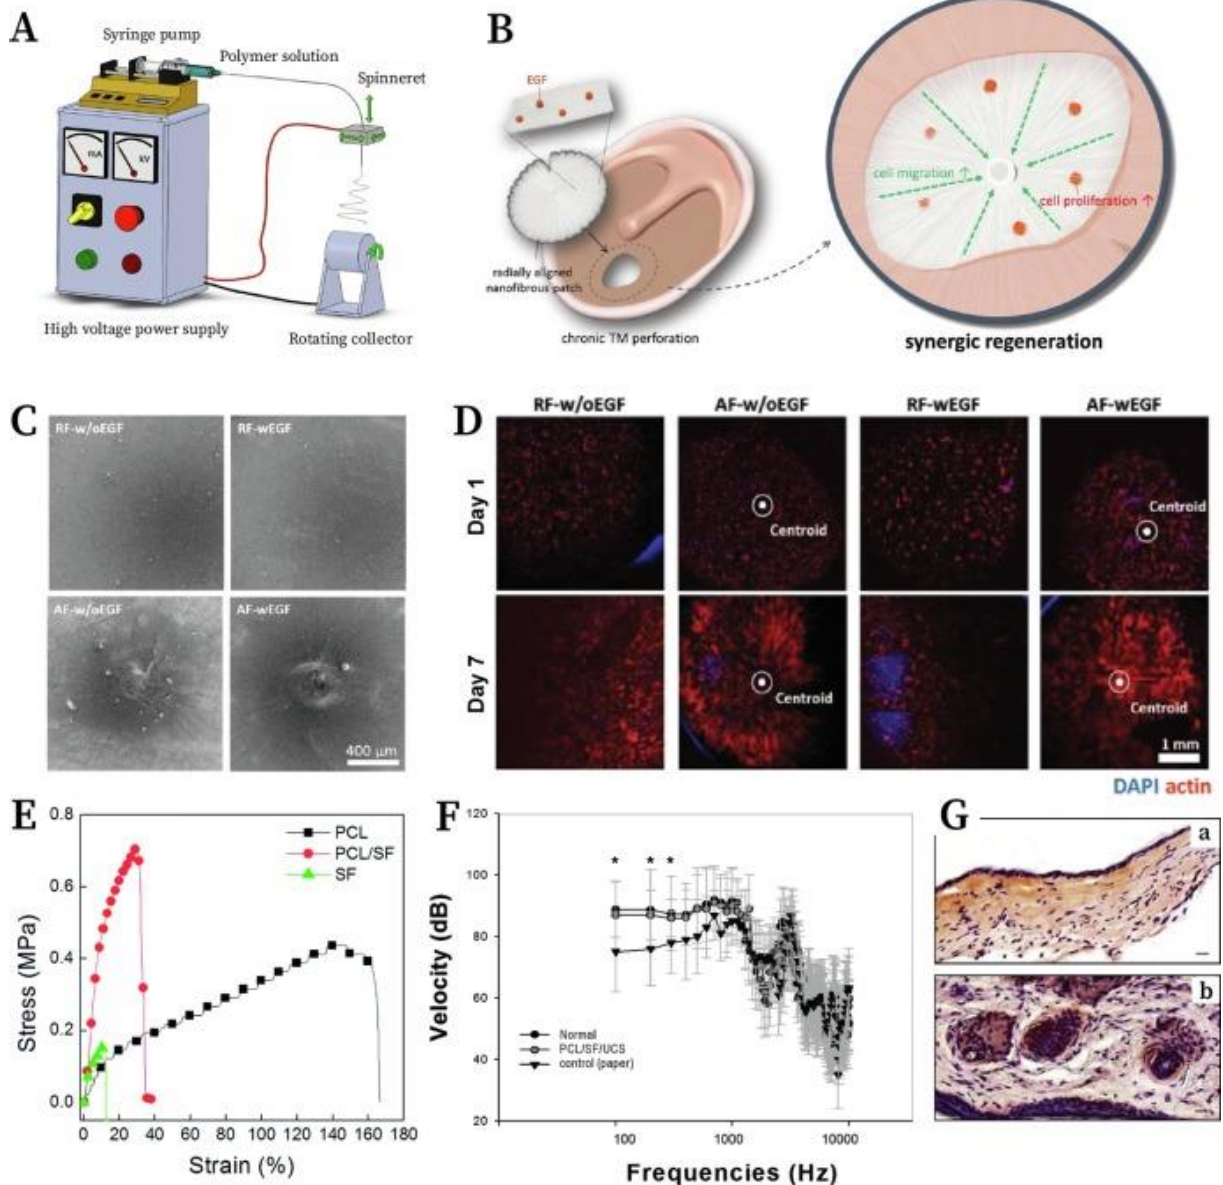 A
Syringe pump
Polymer solution
Spinneret
mA
kV
High voltage power supply
Rotating collector
B
EGF
radially aligned
nanofibrous patch
chronic TM perforation
cell migration ↑
cell proliferation ↑
synergic regeneration
C
RF-w/oEGF
RF-wEGF
AF-w/oEGF
AF-wEGF
400 μm
D
RF-w/oEGF
AF-w/oEGF
RF-wEGF
AF-wEGF
Day 1
Centroid
Centroid
Day 7
Centroid
Centroid
1 mm
DAPI actin
E
Stress (MPa)
0.8
0.6
0.4
0.2
0.0
PCL
PCL/SF
SF
0 20 40 60 80 100 120 140 160 180
Strain (%)
F
Velocity (dB)
120
100
80
60
40
20
* * *
Normal
PCL/SF/UCS
control (paper)
100 1000 10000
Frequencies (Hz)
G
a
b